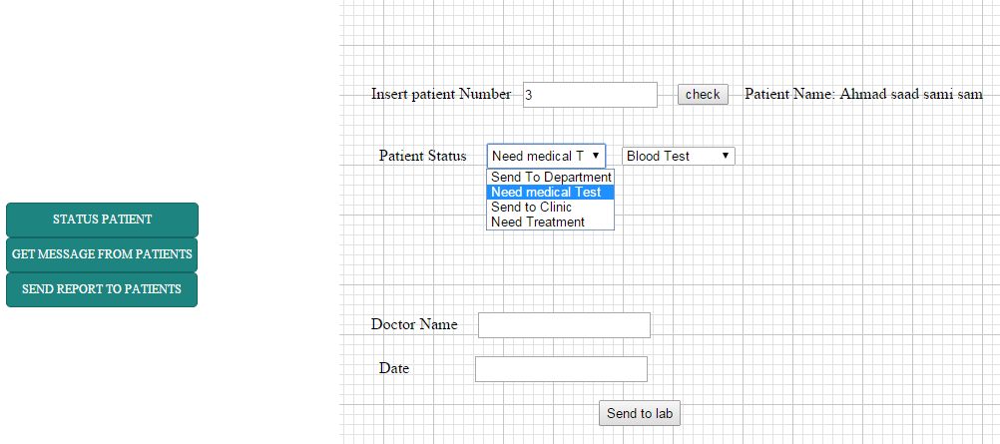 Insert patient Number 3 check Patient Name: Ahmad saad sami sam
Patient Status Need medical T Blood Test
Send To Department
Need medical Test
Send to Clinic
Need Treatment
STATUS PATIENT
GET MESSAGE FROM PATIENTS
SEND REPORT TO PATIENTS
Doctor Name
Date
Send to lab